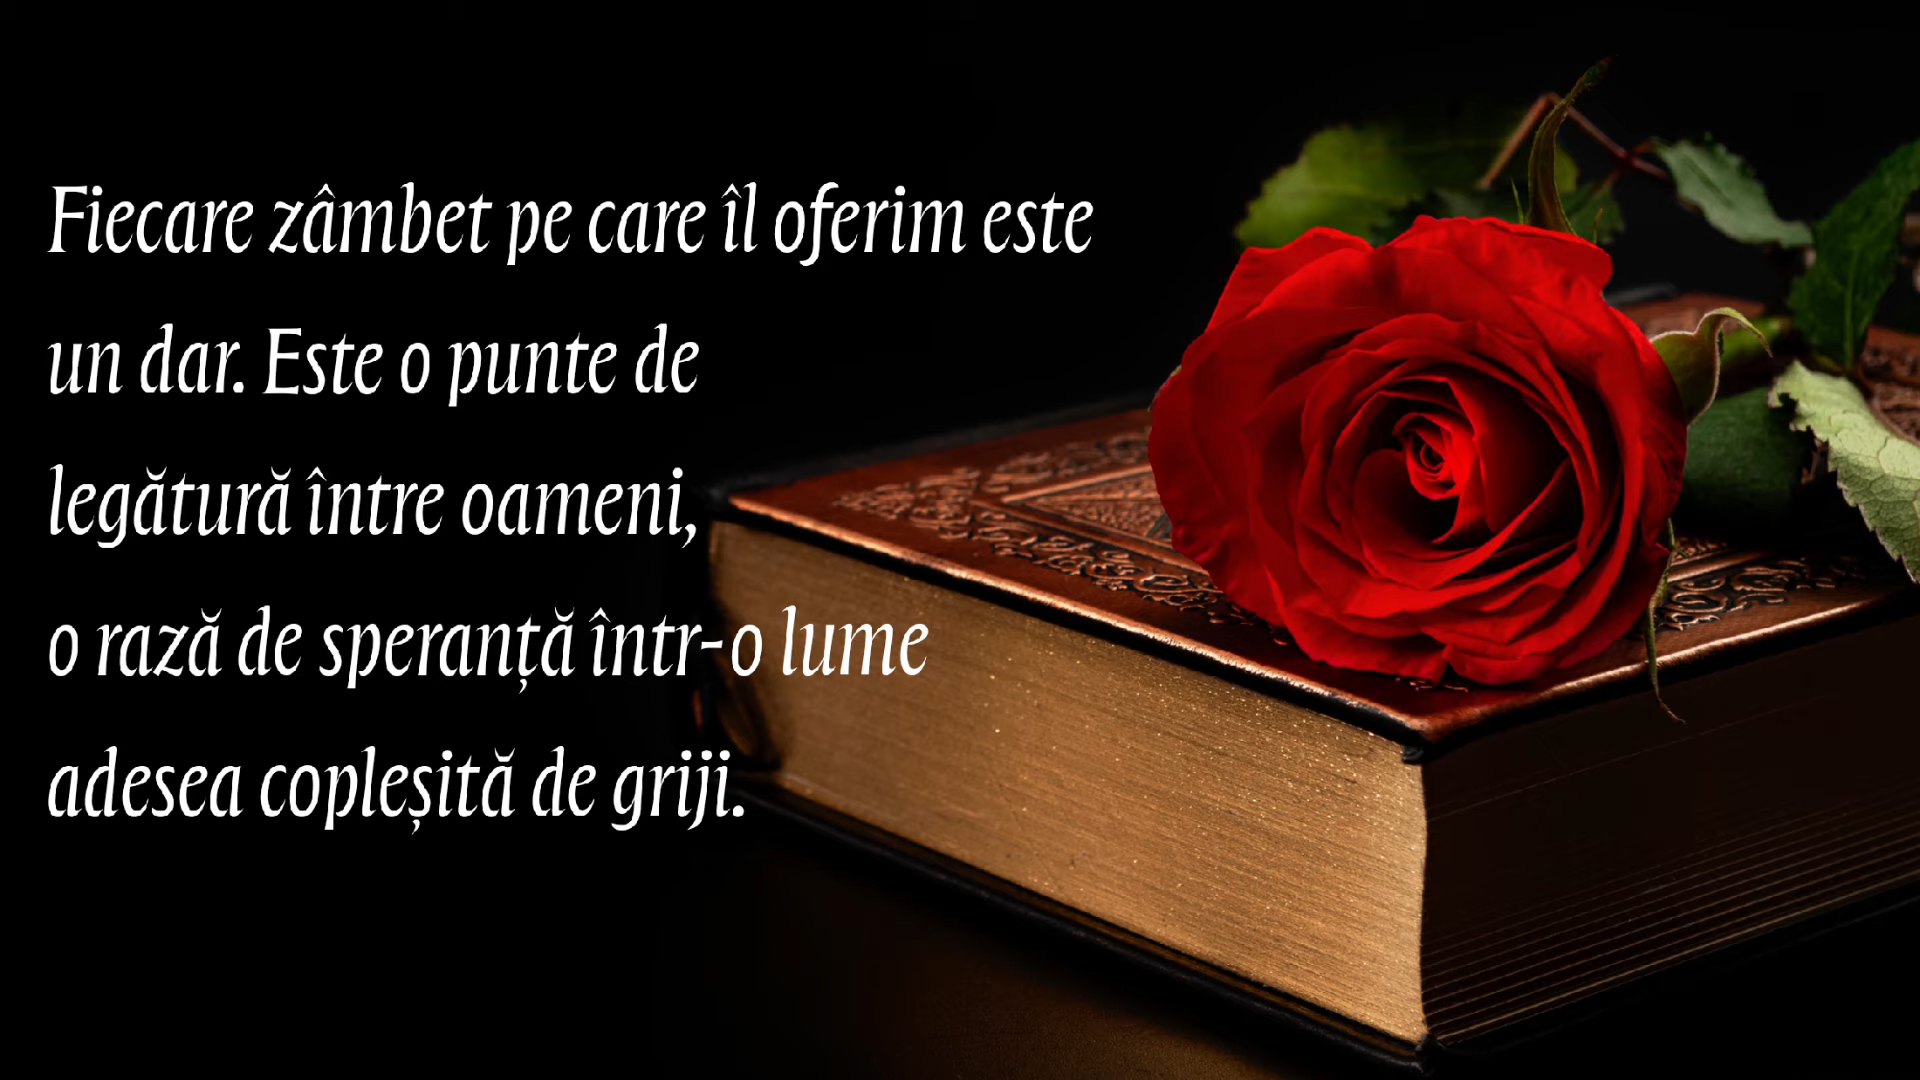 Fiecare zâmbet pe care îl oferim este
un dar. Este o punte de
legătură între oameni,
o rază de speranță într-o lume
adesea copleșită de griji.